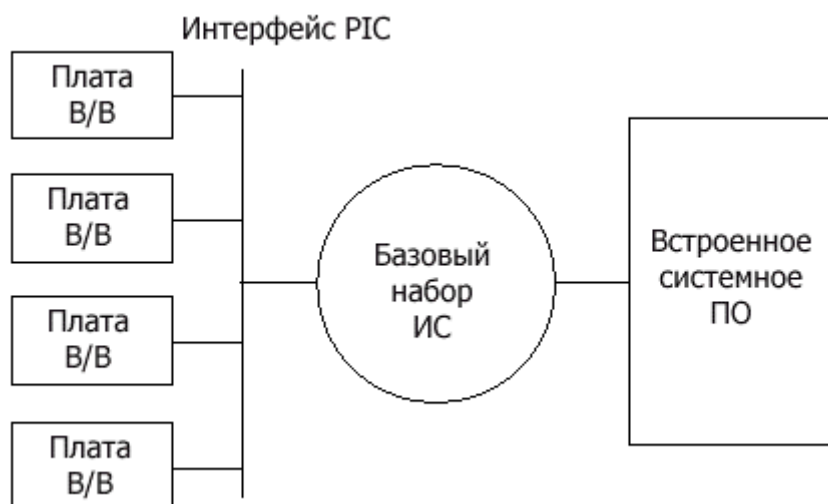 Интерфейс PIC
Плата
В/В
Плата
В/В
Плата
В/В
Плата
В/В
Базовый
набор
ИС
Встроенное
системное
ПО